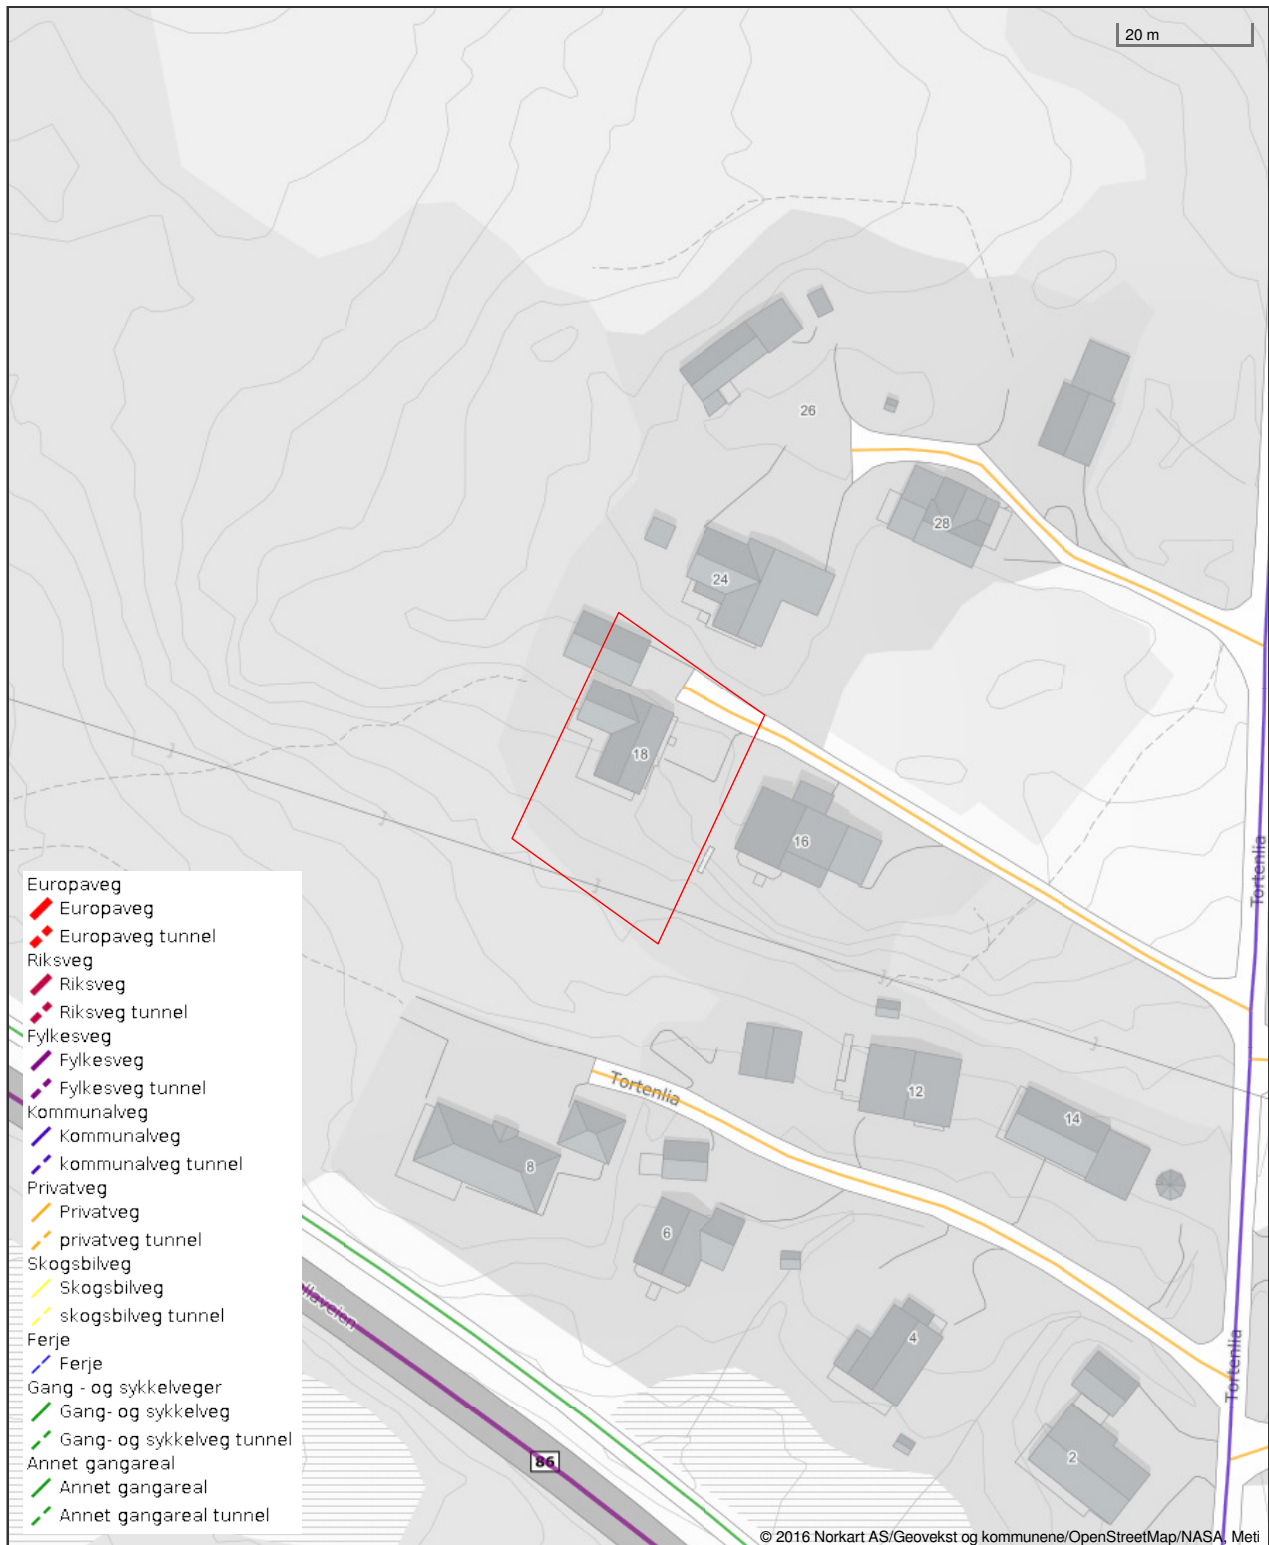 20 m
26
28
24
18
16
Tortenlia
Europaveg
Europaveg
Europaveg tunnel
Riksveg
Riksveg
Riksveg tunnel
Fylkesveg
Fylkesveg
Fylkesveg tunnel
Kommunalveg
Kommunalveg
kommunalveg tunnel
Privatveg
Privatveg
privatveg tunnel
Skogsbilveg
Skogsbilveg
skogsbilveg tunnel
Ferje
Ferje
Gang - og sykkelveger
Gang- og sykkelveg
Gang- og sykkelveg tunnel
Annet gangareal
Annet gangareal
Annet gangareal tunnel
Tortenlia
12
14
8
6
4
Tortenlia
2
86
© 2016 Norkart AS/Geovekst og kommunene/OpenStreetMap/NASA, Meti